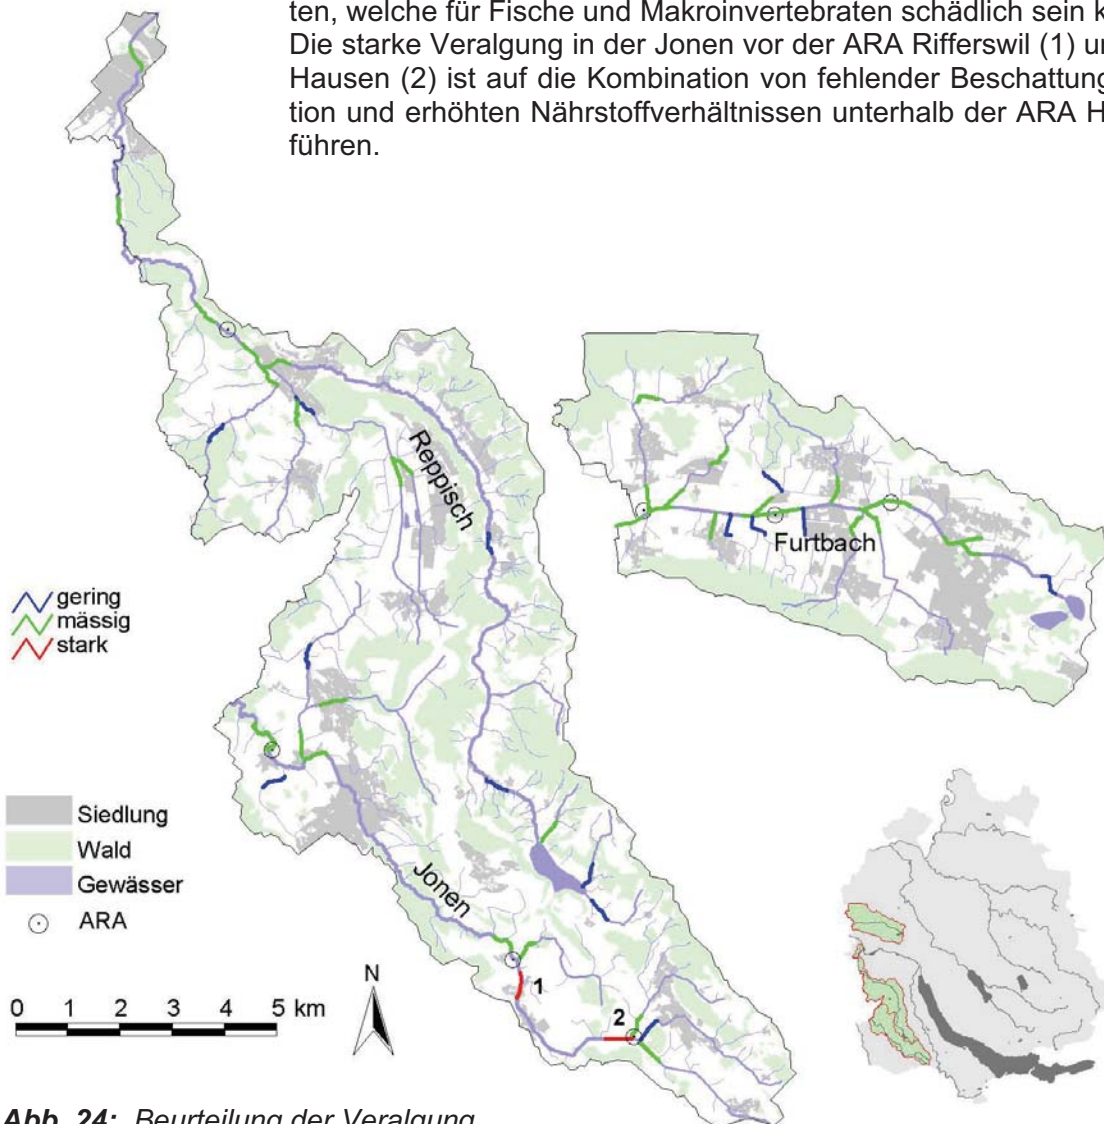 ten, welche für Fische und Makroinvertebraten schädlich sein k
Die starke Veralgung in der Jonen vor der ARA Rifferswil (1) u
Hausen (2) ist auf die Kombination von fehlender Beschattung
tion und erhöhten Nährstoffverhältnissen unterhalb der ARA H
führen.
Reppisch
Furtbach
gering
mässig
stark
Siedlung
Wald
Gewässer
ARA
Jonen
1
2
0 1 2 3 4 5 km
N
Abb. 24: Beurteilung der Veralgung